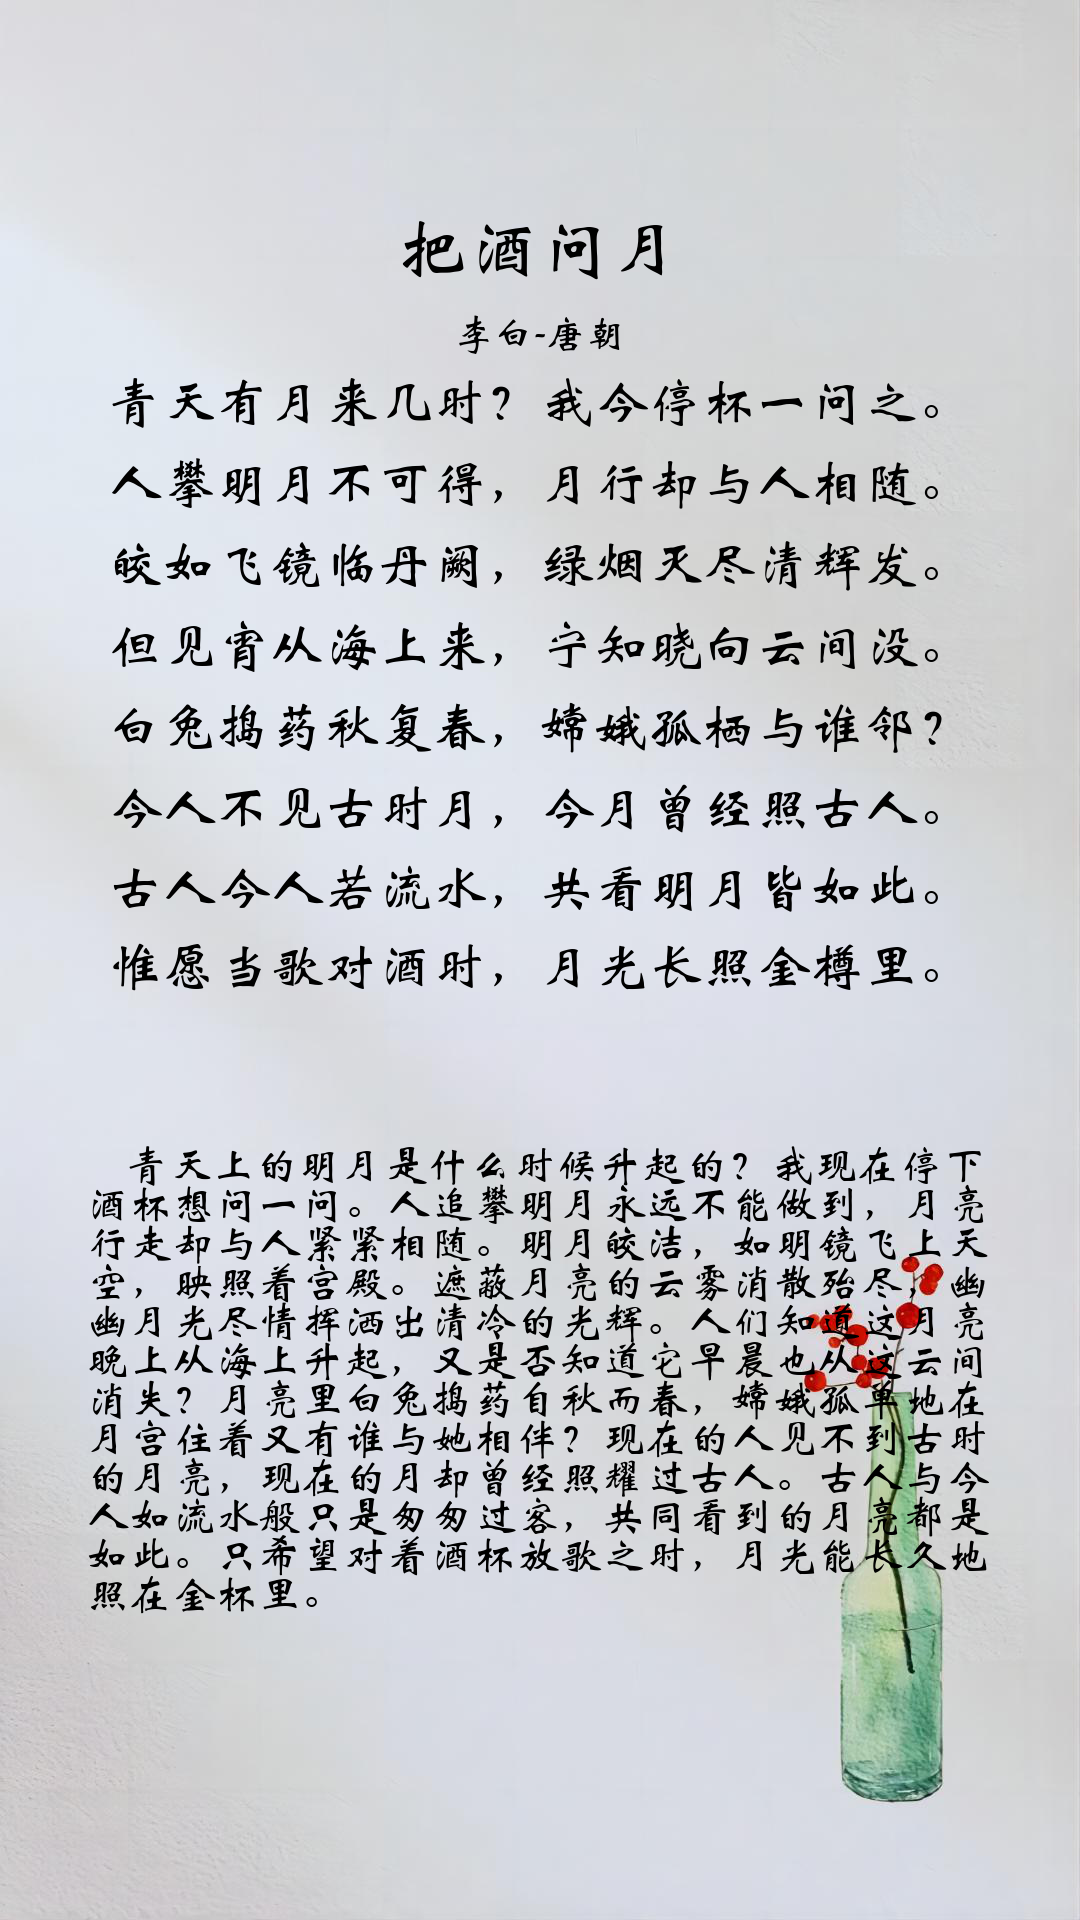 把酒问月
李白-唐朝
青天有月来几时？我今停杯一问之。
人攀明月不可得，月行却与人相随。
皎如飞镜临丹阙，绿烟灭尽清辉发。
但见宵从海上来，宁知晓向云间没。
白兔捣药秋复春，嫦娥孤栖与谁邻？
今人不见古时月，今月曾经照古人。
古人今人若流水，共看明月皆如此。
惟愿当歌对酒时，月光长照金樽里。
青天上的明月是什么时候升起的？我现在停下
酒杯想问一问。人追攀明月永远不能做到，月亮
行走却与人紧紧相随。明月皎洁，如明镜飞上天
空，映照着宫殿。遮蔽月亮的云雾消散殆尽，幽
幽月光尽情挥洒出清冷的光辉。人们知道这月亮
晚上从海上升起，又是否知道它早晨也从这云间
消失？月亮里白兔捣药自秋而春，嫦娥孤单地在
月宫住着又有谁与她相伴？现在的人见不到古时
的月亮，现在的月却曾经照耀过古人。古人与今
人如流水般只是匆匆过客，共同看到的月亮都是
如此。只希望对着酒杯放歌之时，月光能长久地
照在金杯里。